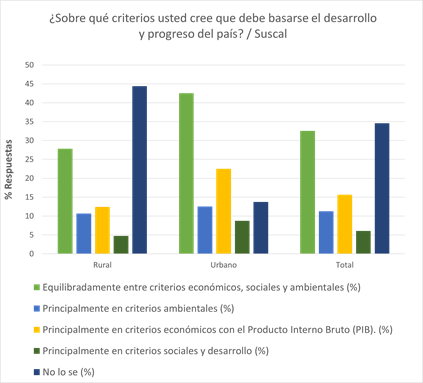 ¿Sobre qué criterios usted cree que debe basarse el desarrollo
y progreso del país? / Suscal
50
45
40
35
30
25
20
15
10
5
0
% Respuestas
Rural
Urbano
Total
Equilibradamente entre criterios económicos, sociales y ambientales (%)
Principalmente en criterios ambientales (%)
Principalmente en criterios económicos con el Producto Interno Bruto (PIB). (%)
Principalmente en criterios sociales y desarrollo (%)
No lo se (%)